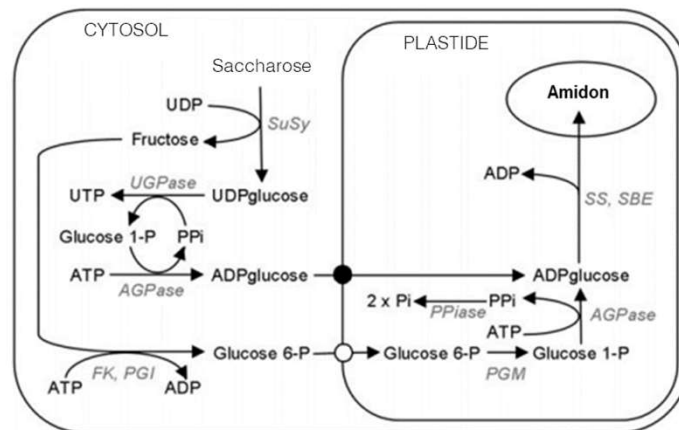 CYTOSOL
PLASTIDE
Saccharose
Amidon
UDP
SuSy
Fructose
ADP
UGPase
SS, SBE
UTP
UDPglucose
Glucose 1-P
PPi
ATP
ADPglucose
ADPglucose
AGPase
2 x Pi
PPi
PPiase
AGPase
ATP
Glucose 6-P
Glucose 6-P
Glucose 1-P
PGM
FK, PGI
ATP
ADP